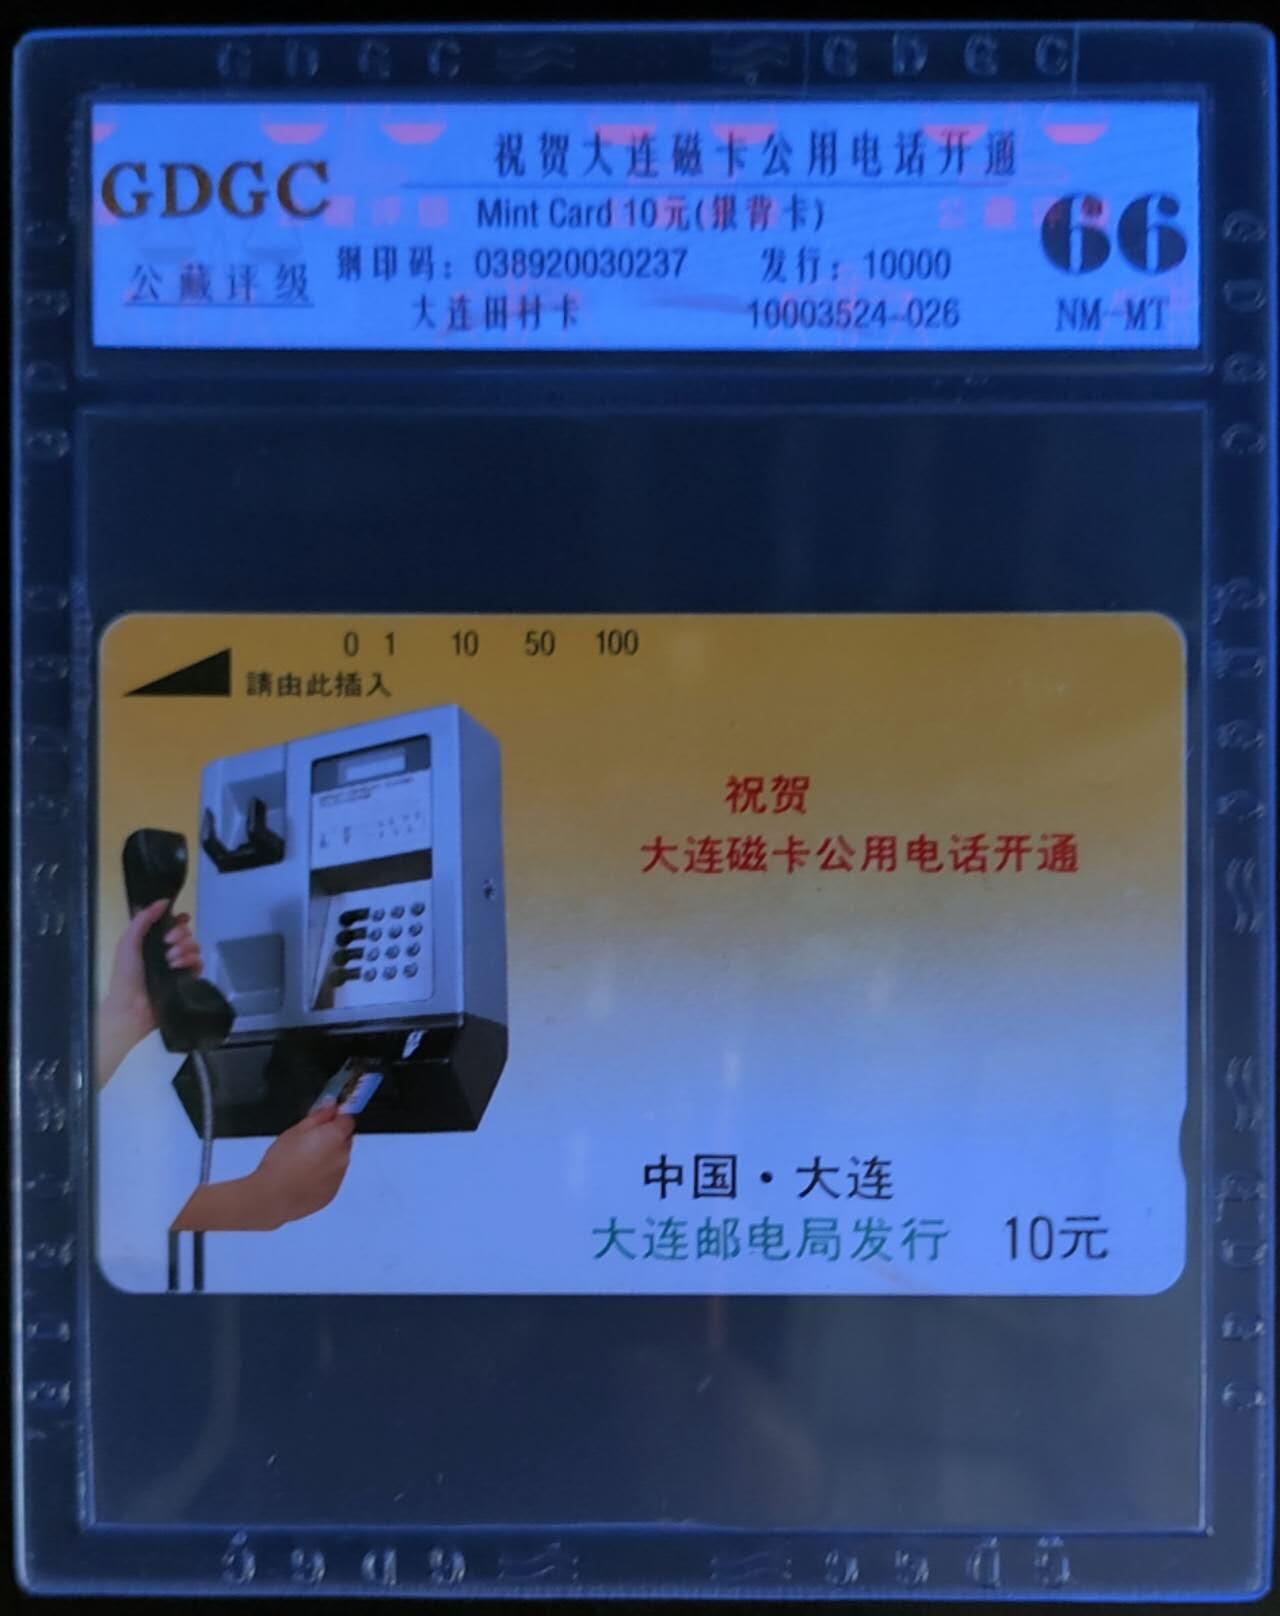 GDGC GDGC
祝贺大连磁卡公用电话开通
GDGC
Mint Card 10元(银背卡)
66
公藏评级
钢印码：038920030237 发行：10000
大连田村卡 10003524-026 NM-MT
0 1 10 50 100
請由此插入
祝贺
大连磁卡公用电话开通
中国·大连
大连邮电局发行 10元